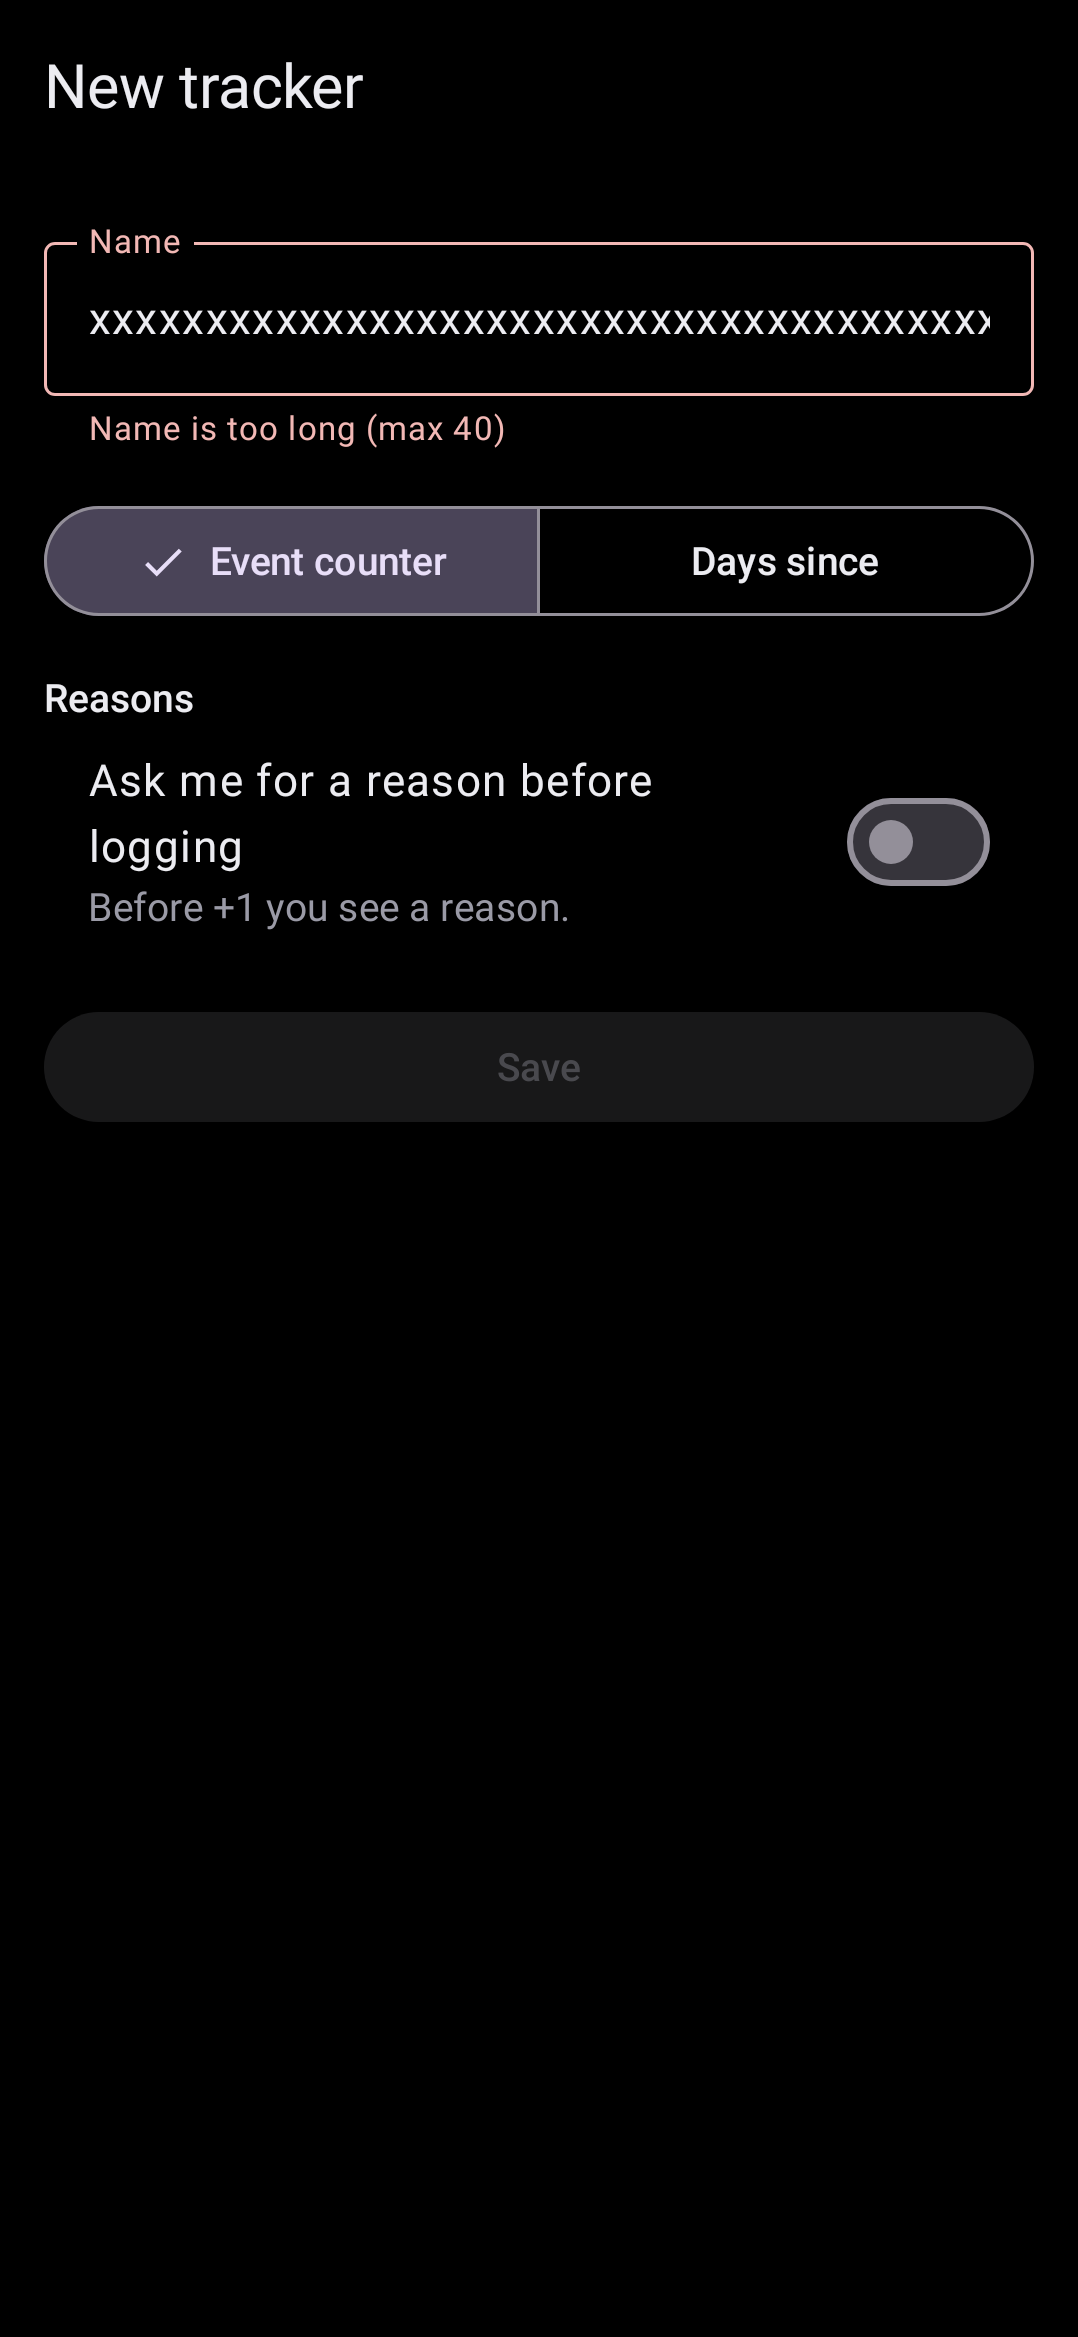 New tracker
Name
xxxxxxxxxxxxxxxxxxxxxxxxxxxxxxxxxxxxxxx
Name is too long (max 40)
Event counter
Days since
Reasons
Ask me for a reason before
logging
Before +1 you see a reason.
Save